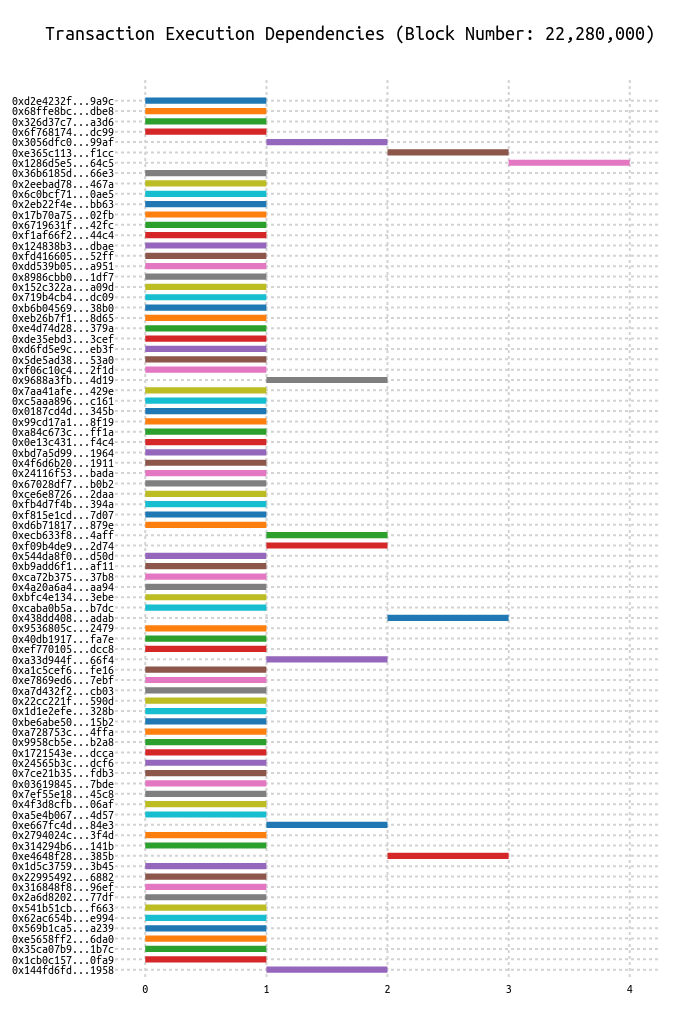 Transaction Execution Dependencies (Block Number: 22,280,000)
0xd2e4232f...9a9c
0x68ffe8bc...dbe8
0x326d37c7...a3d6
0x6f768174...dc99
0x3056dfc0...99af
0xe365c113...f1cc
0x1286d5e5...64c5
0x36b6185d...66e3
0x2eebad78...467a
0x6c0bcf71...0ae5
0x2eb22f4e...bb63
0x17b70a75...02fb
0x6719631f...42fc
0xf1af66f2...44c4
0x124838b3...dbae
0xfd416605...52ff
0xdd539b05...a951
0x8986cbb0...1df7
0x152c322a...a09d
0x719b4cb4...dc09
0xb6b04569...38b0
0xeb26b7f1...8d65
0xe4d74d28...379a
0xde35ebd3...3cef
0xd6fd5e9c...eb3f
0x5de5ad38...53a0
0xf06c10c4...2f1d
0x9688a3fb...4d19
0x7aa41afe...429e
0xc5aaa896...c161
0x0187cd4d...345b
0x99cd17a1...8f19
0xa84c673c...ff1a
0x0e13c431...f4c4
0xbd7a5d99...1964
0x4f6d6b20...1911
0x24116f53...bada
0x67028df7...b0b2
0xce6e8726...2daa
0xfb4d7f4b...394a
0xf815e1cd...7d07
0xd6b71817...879e
0xecb633f8...4aff
0xf09b4de9...2d74
0x544da8f0...d50d
0xb9add6f1...af11
0xca72b375...37b8
0x4a20a6a4...aa94
0xbfc4e134...3ebe
0xcaba0b5a...b7dc
0x438dd408...adab
0x9536805c...2479
0x40db1917...fa7e
0xef770105...dcc8
0xa33d944f...66f4
0xa1c5cef6...fe16
0xe7869ed6...7ebf
0xa7d432f2...cb03
0x22cc221f...590d
0x1d1e2efe...328b
0xbe6abe50...15b2
0xa728753c...4ffa
0x9958cb5e...b2a8
0x1721543e...dcca
0x24565b3c...dcf6
0x7ce21b35...fdb3
0x03619845...7bde
0x7ef55e18...45c8
0x4f3d8cfb...06af
0xa5e4b067...4d57
0xe667fc4d...84e3
0x2794024c...3f4d
0x314294b6...141b
0xe4648f28...385b
0x1d5c3759...3b45
0x22995492...6882
0x316848f8...96ef
0x2a6d8202...77df
0x541b51cb...f663
0x62ac654b...e994
0x569b1ca5...a239
0xe5658ff2...6da0
0x35ca07b9...1b7c
0x1cb0c157...0fa9
0x144fd6fd...1958
0 1 2 3 4